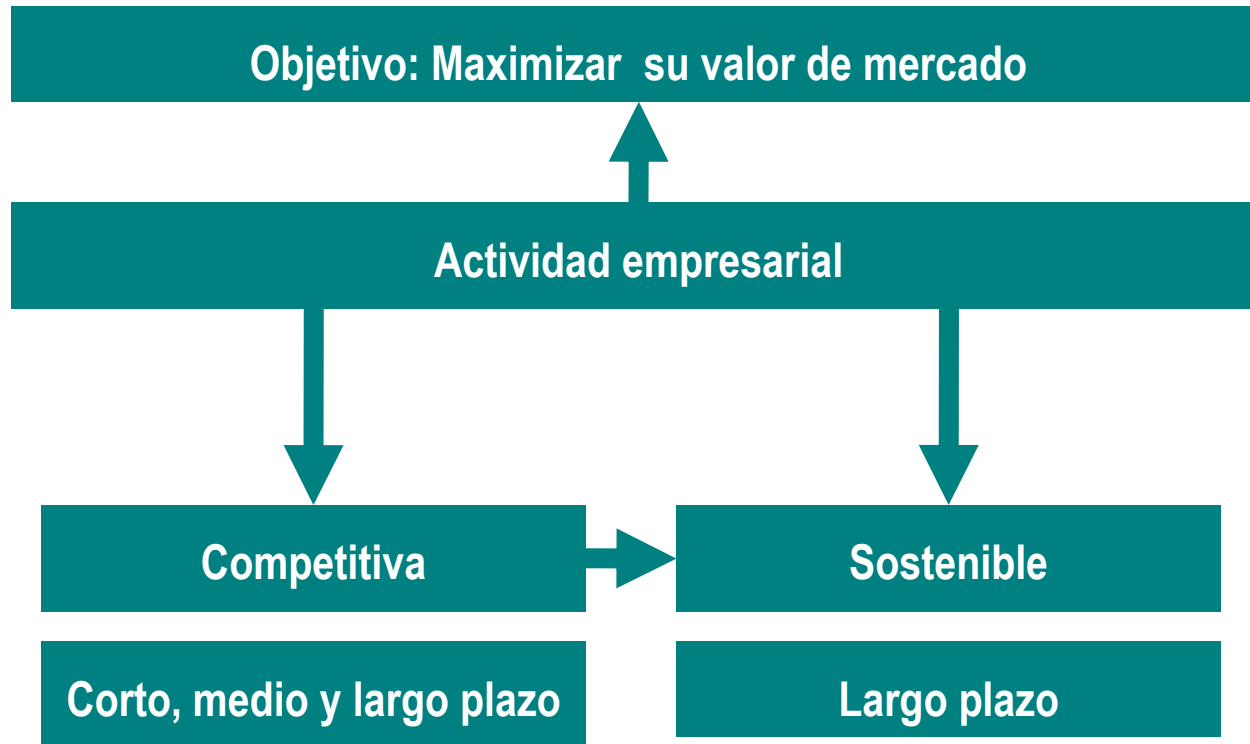 Objetivo: Maximizar su valor de mercado
Actividad empresarial
Competitiva
Sostenible
Corto, medio y largo plazo
Largo plazo